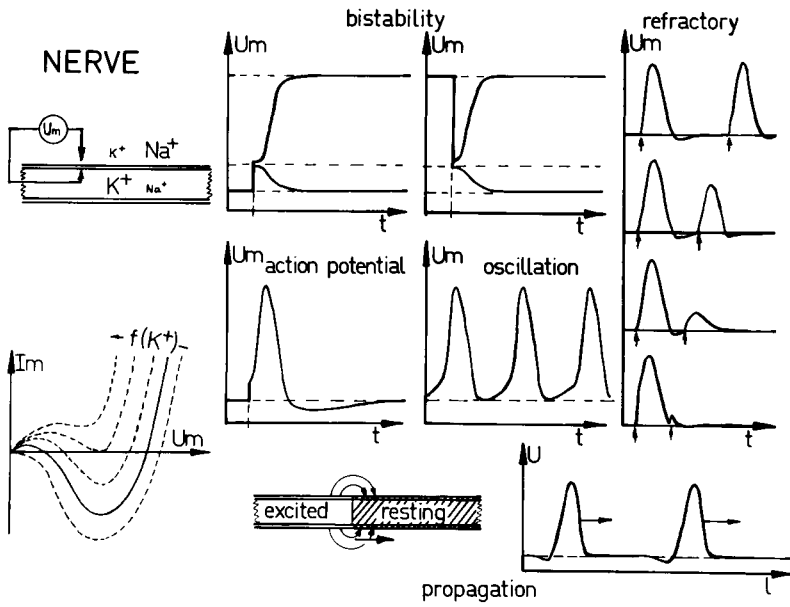 bistability
refractory
NERVE
Um
Um
Um
Um
K⁺ Na⁺
K⁺ Na⁺
t
t
Um
action potential
Um
oscillation
t
t
t
Im
f(K⁺)
Um
excited
resting
propagation
U
l